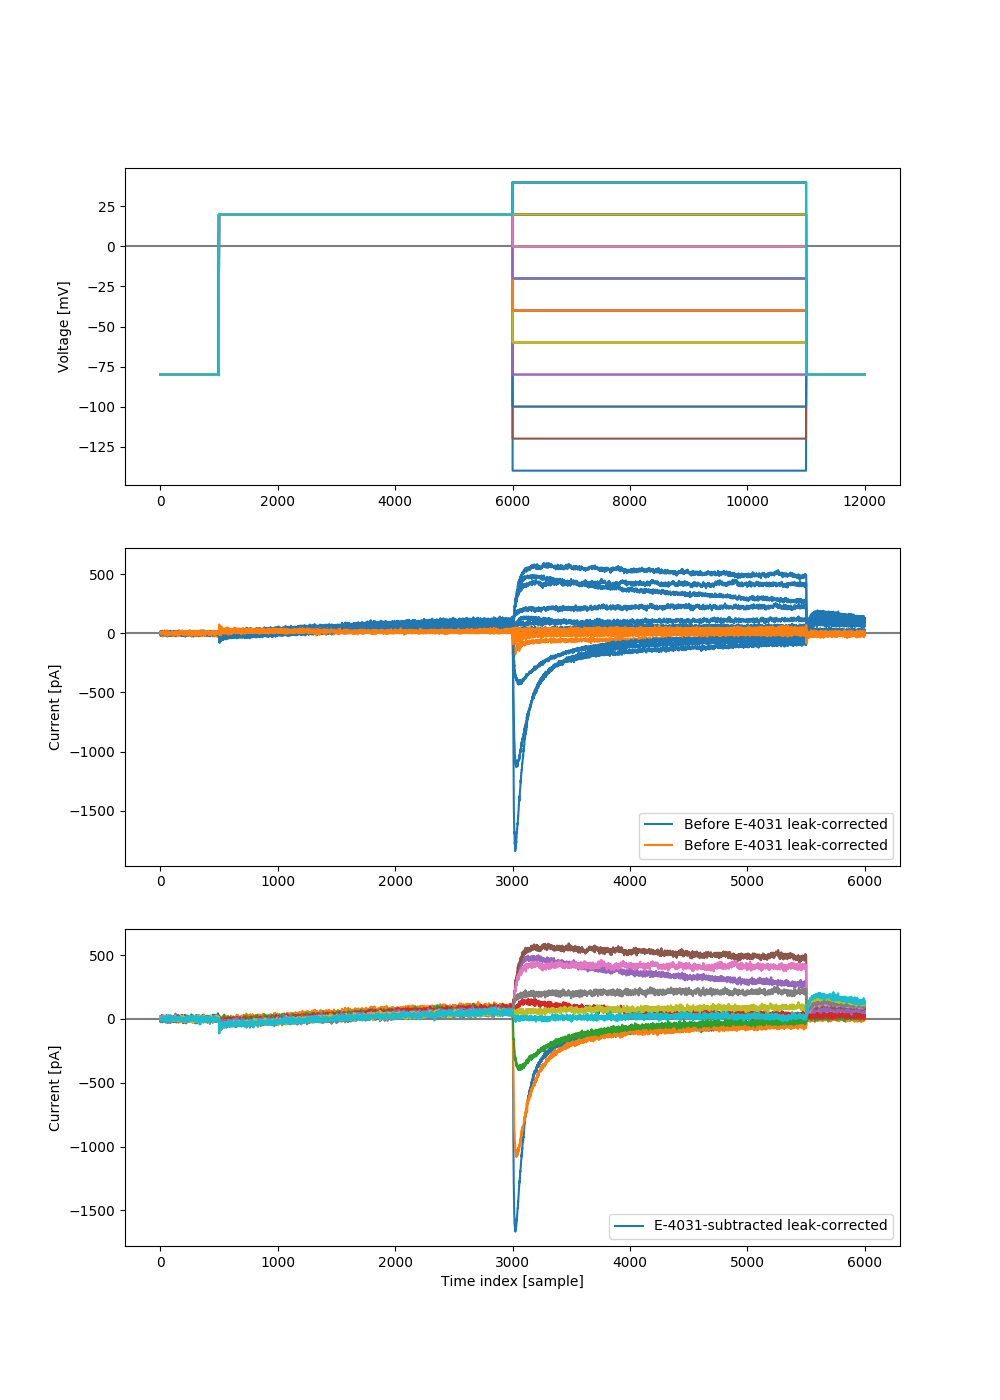 25
0
−25
−50
−75
−100
−125
Voltage [mV]
0 2000 4000 6000 8000 10000 12000
500
0
−500
−1000
−1500
Current [pA]
Before E-4031 leak-corrected
Before E-4031 leak-corrected
0 1000 2000 3000 4000 5000 6000
500
0
−500
−1000
−1500
Current [pA]
E-4031-subtracted leak-corrected
0 1000 2000 3000 4000 5000 6000
Time index [sample]